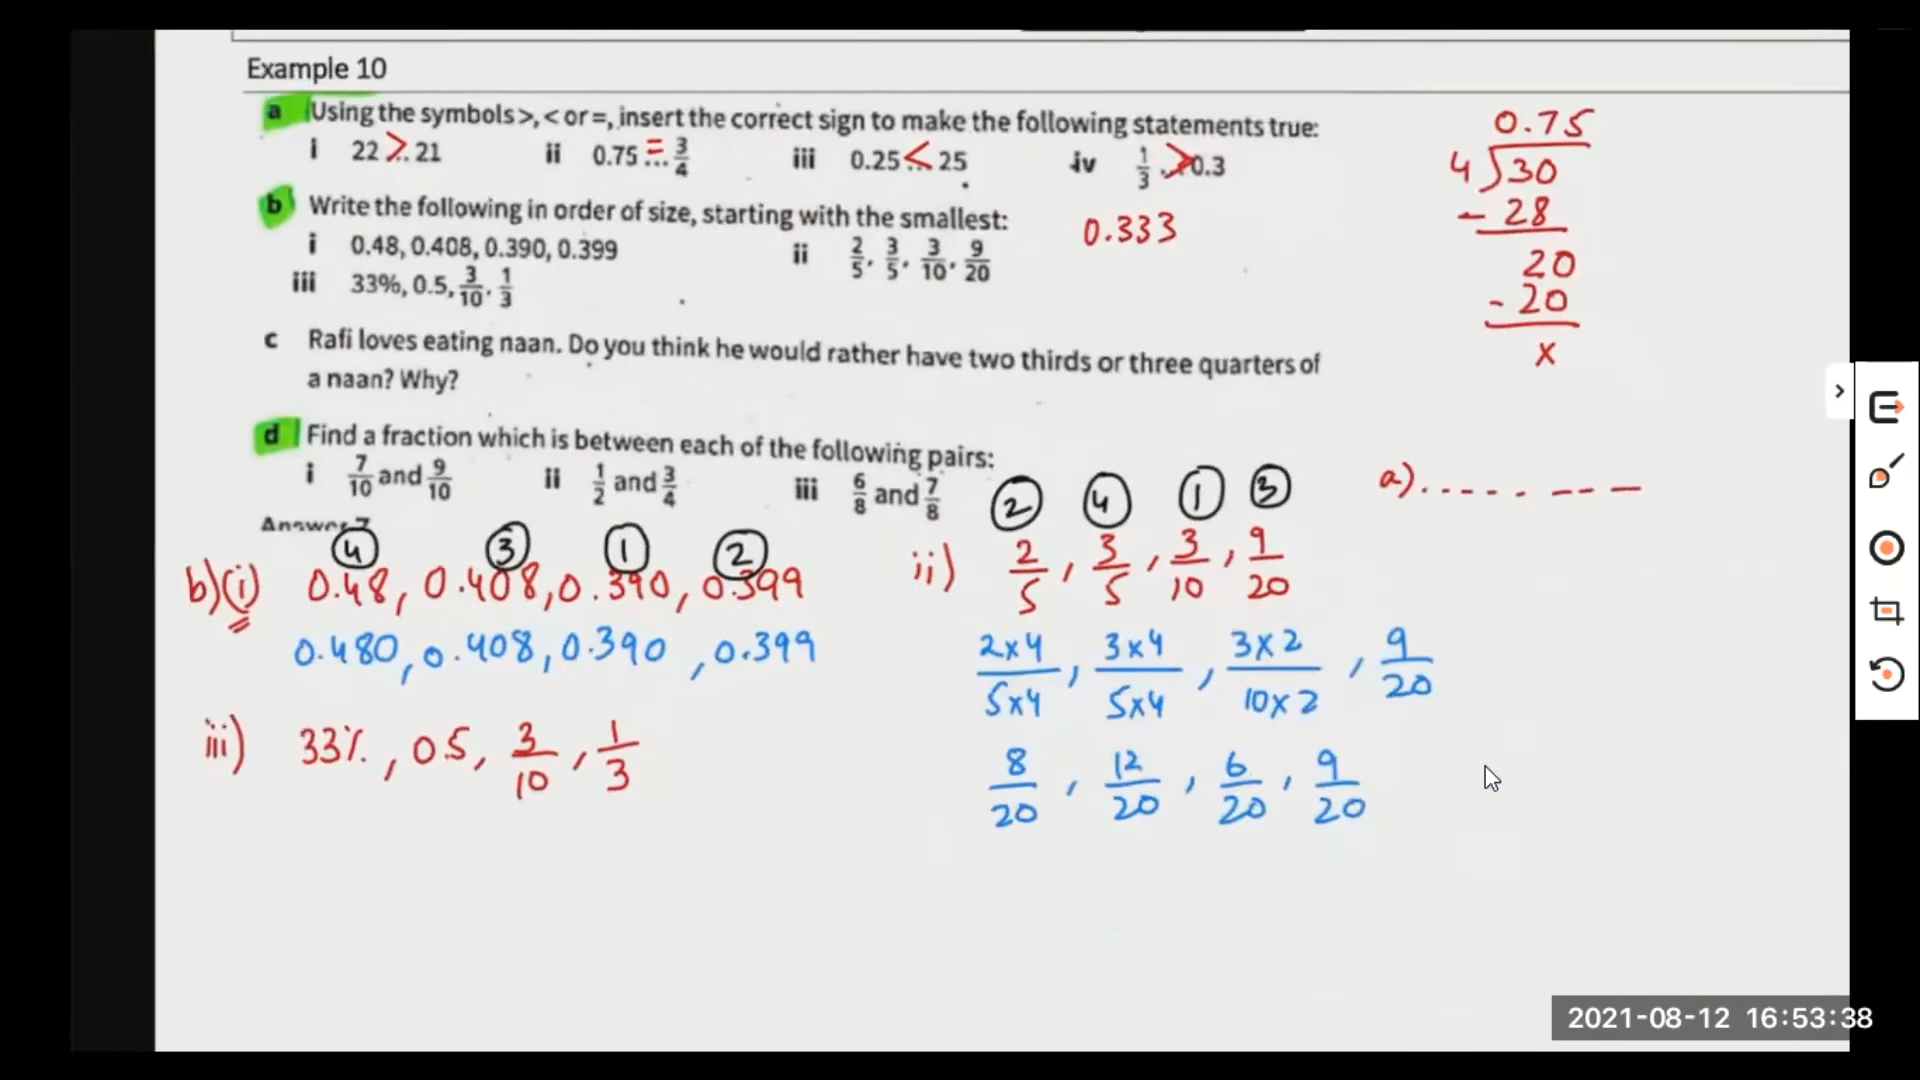 Example 10
a Using the symbols >, < or =, insert the correct sign to make the following statements true:
i 22 > .. 21 ii 0.75 = ... 3/4 iii 0.25 < ... 25 iv 1/3 > 0.3
b Write the following in order of size, starting with the smallest:
0.333
i 0.48, 0.408, 0.390, 0.399 ii 2/5, 3/5, 3/10, 9/20
iii 33%, 0.5, 3/10, 1/3
c Rafi loves eating naan. Do you think he would rather have two thirds or three quarters of
a naan? Why?
d Find a fraction which is between each of the following pairs:
i 7/10 and 9/10 ii 1/2 and 3/4 iii 6/8 and 7/8
0.75
4 ) 30
- 28
20
- 20
x
a) ..... ---
Answer 7
4 3 1 2
b)(i) 0.48, 0.408, 0.390, 0.399
0.480, 0.408, 0.390, 0.399
iii) 33%, 0.5, 3/10, 1/3
2 4 1 3
ii) 2/5, 3/5, 3/10, 9/20
2x4/5x4, 3x4/5x4, 3x2/10x2, 9/20
8/20, 12/20, 6/20, 9/20
2021-08-12 16:53:38